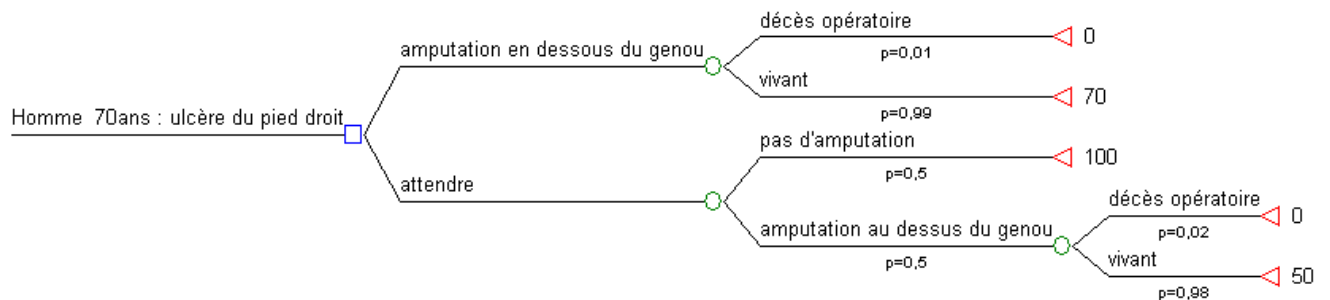 décès opératoire
0
p=0,01
amputation en dessous du genou
vivant
70
p=0,99
Homme 70ans : ulcère du pied droit
pas d'amputation
100
p=0,5
attendre
décès opératoire
0
p=0,02
amputation au dessus du genou
p=0,5
vivant
50
p=0,98